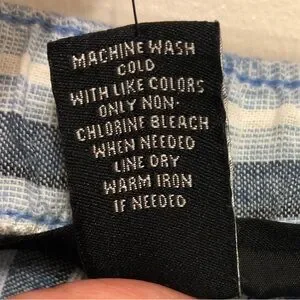 MACHINE WASH
COLD
WITH LIKE COLORS
ONLY NON-
CHLORINE BLEACH
WHEN NEEDED
LINE DRY
WARM IRON
IF NEEDED